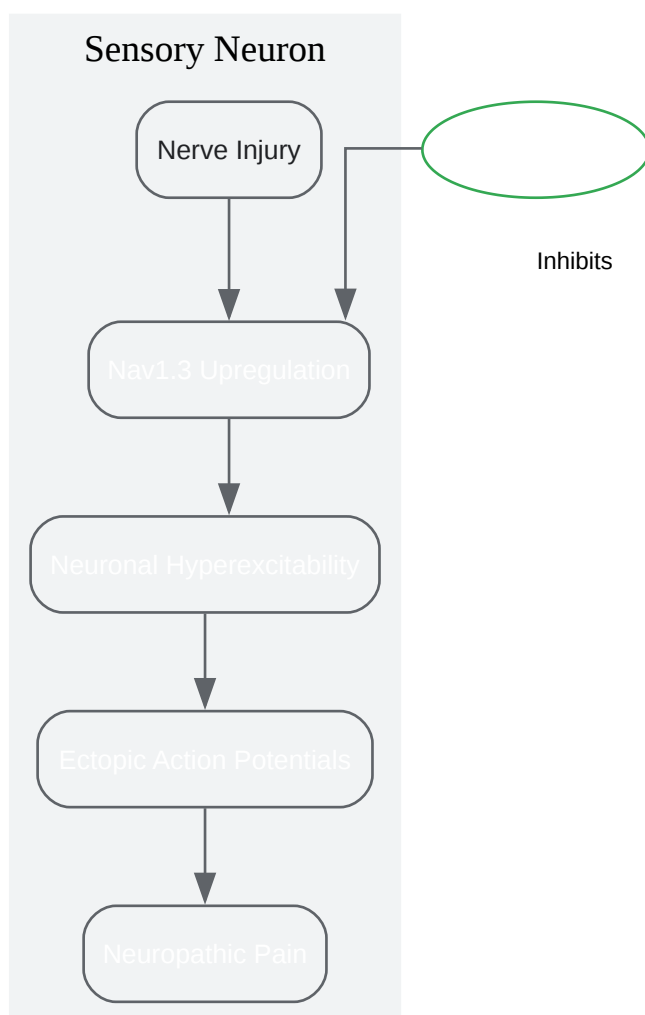 Sensory Neuron
Nerve Injury
Inhibits
Nav1.3 Upregulation
Neuronal Hyperexcitability
Ectopic Action Potentials
Neuropathic Pain